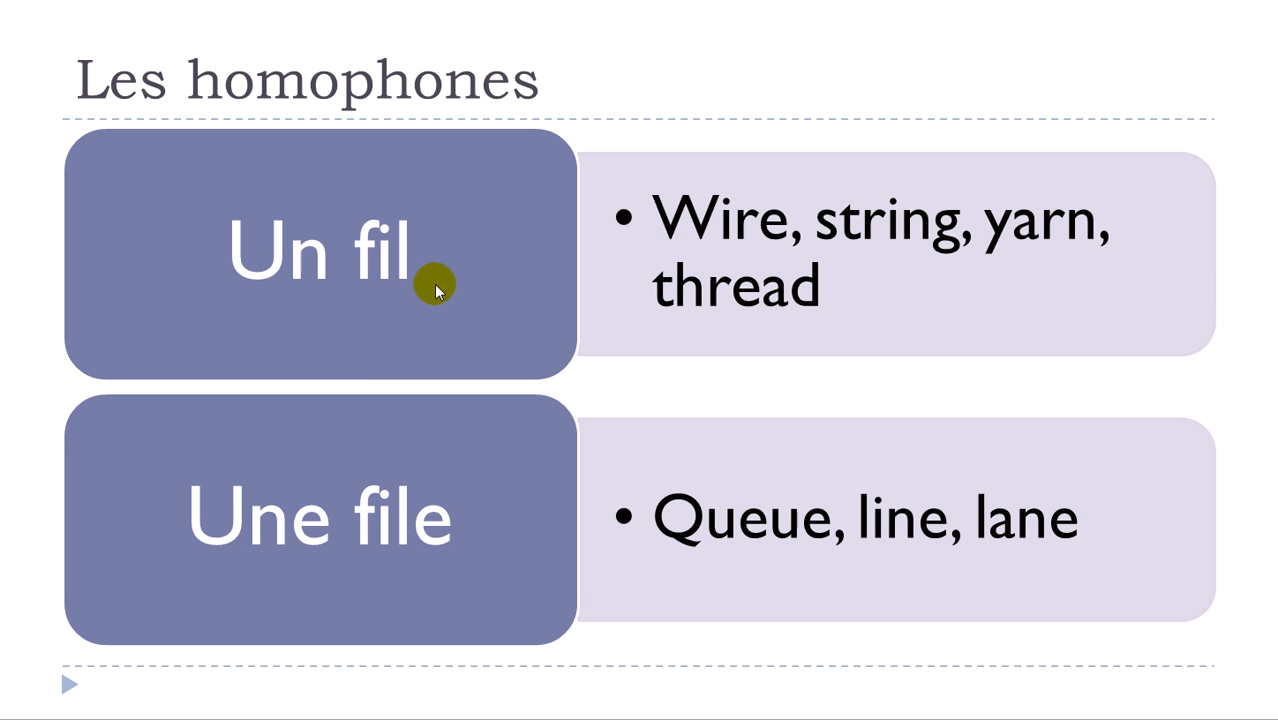 Les homophones
Un fil
• Wire, string, yarn,
thread
Une file
• Queue, line, lane